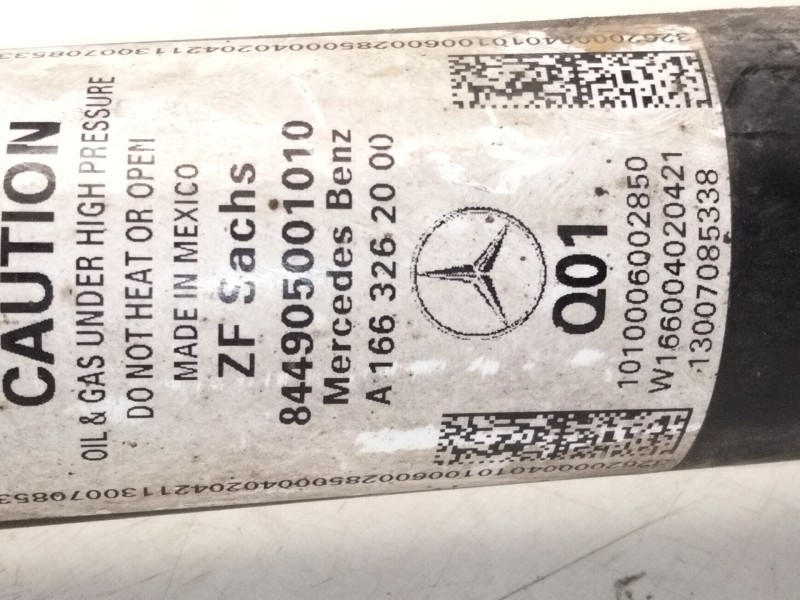 CAUTION
OIL & GAS UNDER HIGH PRESSURE
DO NOT HEAT OR OPEN
MADE IN MEXICO
ZF Sachs
844905001010
Mercedes Benz
A 166 326 20 00
Q01
1010006002850
W166004020421
13007085338